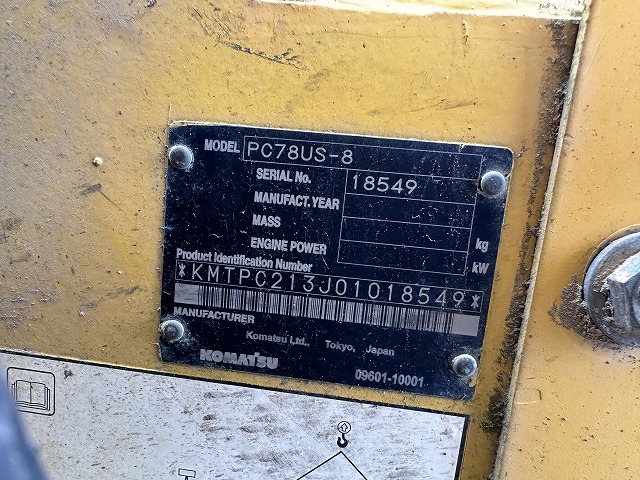 MODEL PC78US-8
SERIAL No. 18549
MANUFACT. YEAR
MASS kg
ENGINE POWER kW
Product Identification Number
*KMTPC213J01018549*
MANUFACTURER
Komatsu Ltd., Tokyo, Japan
KOMATSU 09601-10001